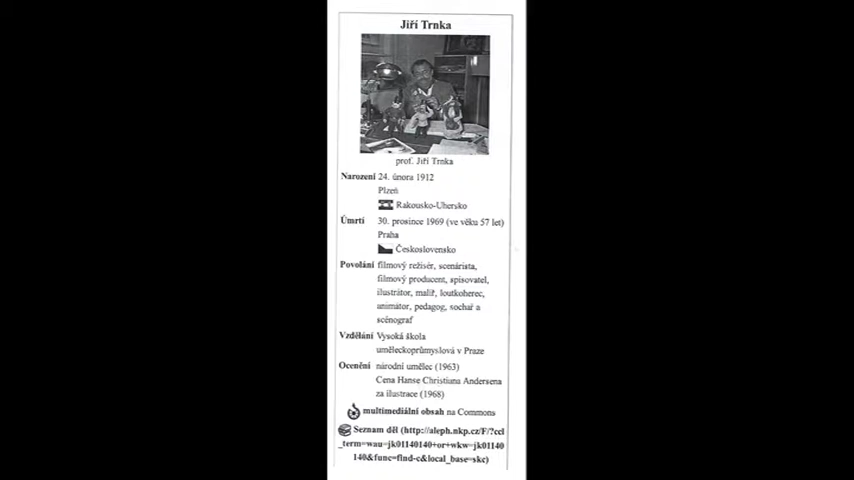 Jiří Trnka
prof. Jiří Trnka
Narození 24. února 1912
Plzeň
Rakousko-Uhersko
Úmrtí 30. prosince 1969 (ve věku 57 let)
Praha
Československo
Povolání filmový režisér, scenárista,
filmový producent, spisovatel,
ilustrátor, malíř, loutkoherec,
animátor, pedagog, sochař a
scénograf
Vzdělání Vysoká škola
uměleckoprůmyslová v Praze
Ocenění národní umělec (1963)
Cena Hanse Christiana Andersena
za ilustrace (1968)
multimediální obsah na Commons
Seznam děl (http://aleph.nkp.cz/F/?ccl
_term=wau=jk01140140+or+wkw=jk01140
140&func=find-c&local_base=skc)